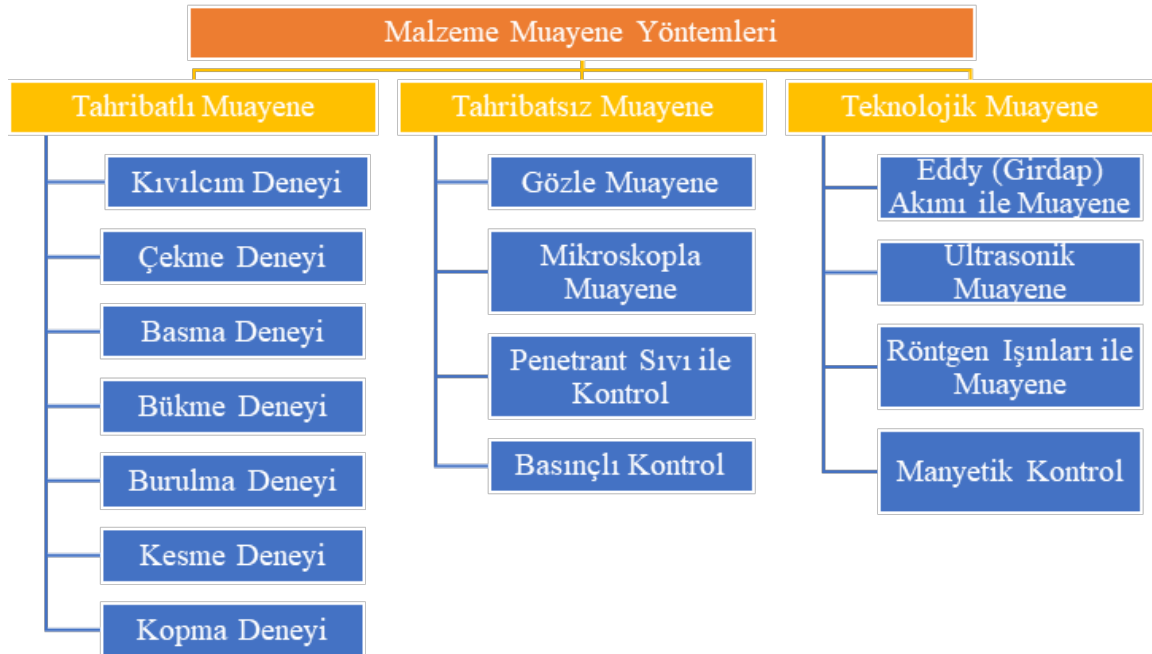 Malzeme Muayene Yöntemleri
Tahribatlı Muayene
Kıvılcım Deneyi
Çekme Deneyi
Basma Deneyi
Bükme Deneyi
Burulma Deneyi
Kesme Deneyi
Kopma Deneyi
Tahribatsız Muayene
Gözle Muayene
Mikroskopla
Muayene
Penetrant Sıvı ile
Kontrol
Basınçlı Kontrol
Teknolojik Muayene
Eddy (Girdap)
Akımı ile Muayene
Ultrasonik
Muayene
Röntgen Işınları ile
Muayene
Manyetik Kontrol